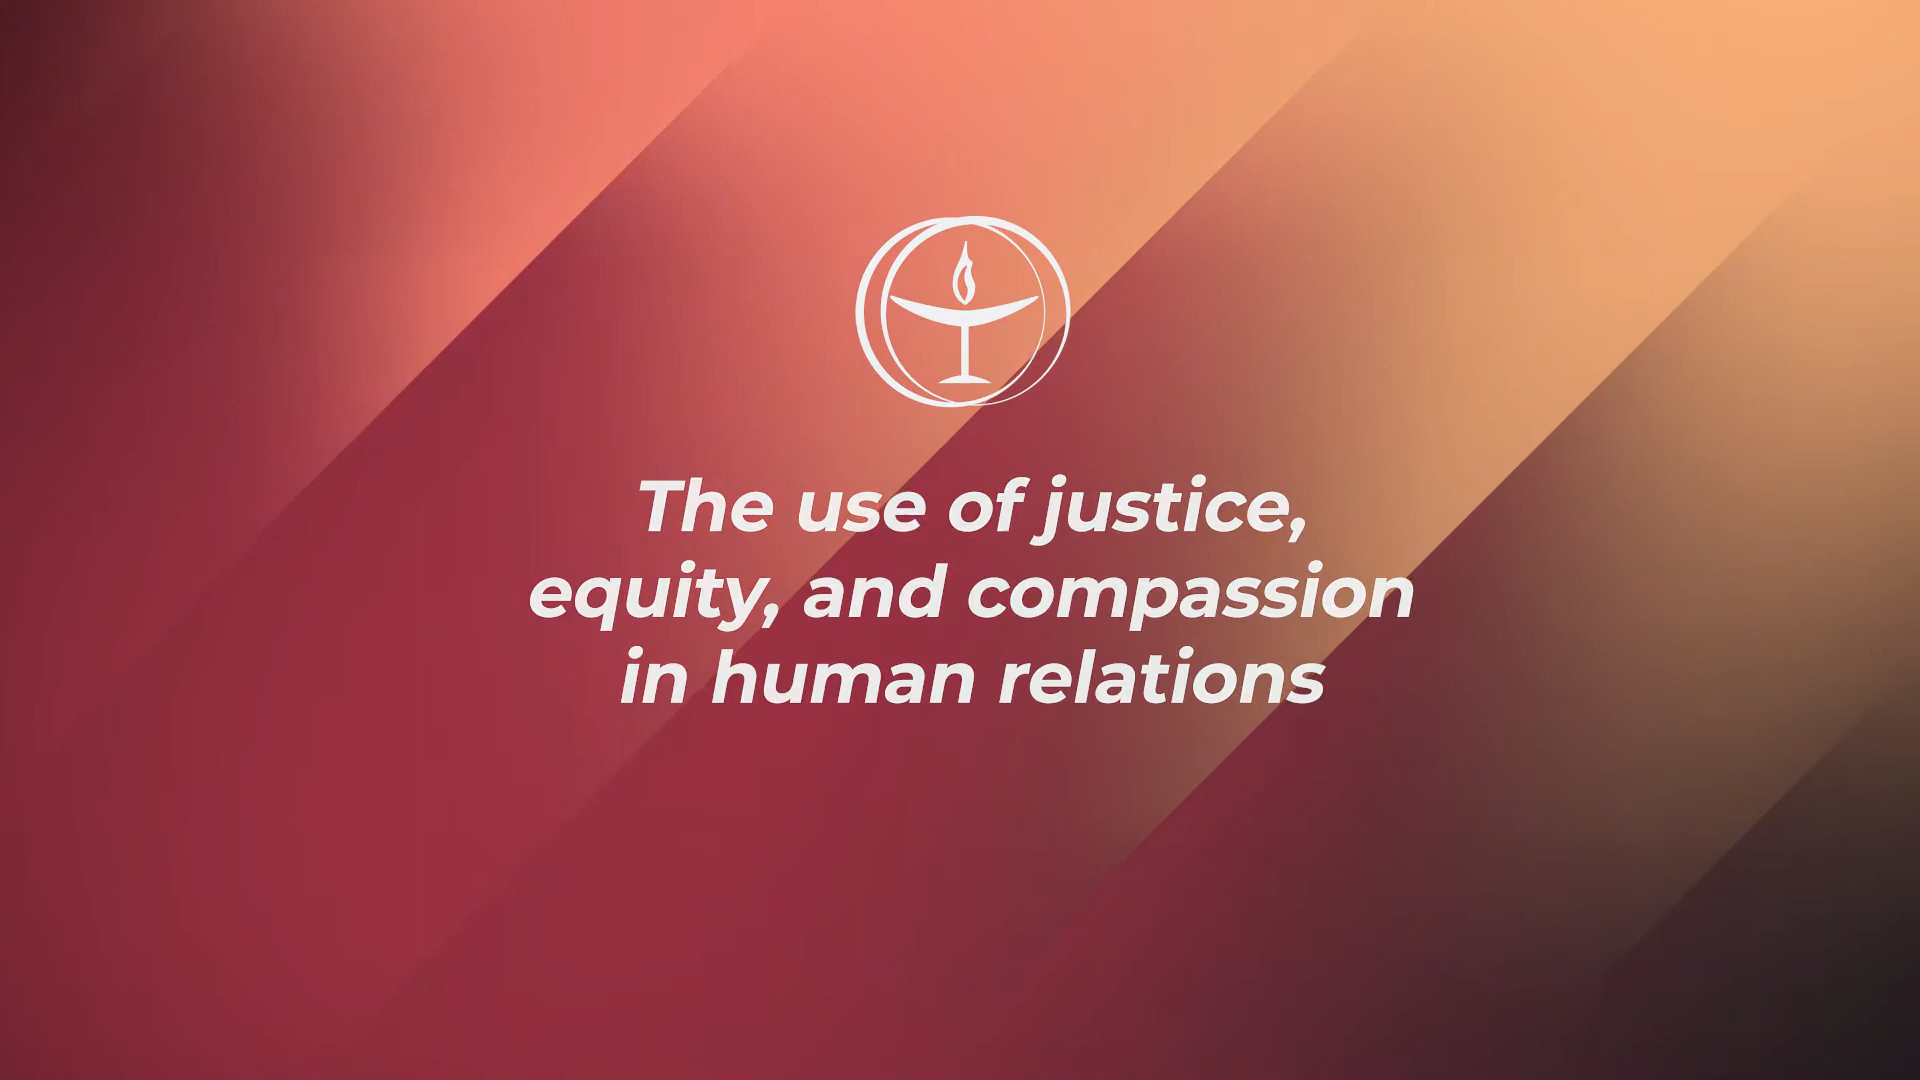 The use of justice,
equity, and compassion
in human relations